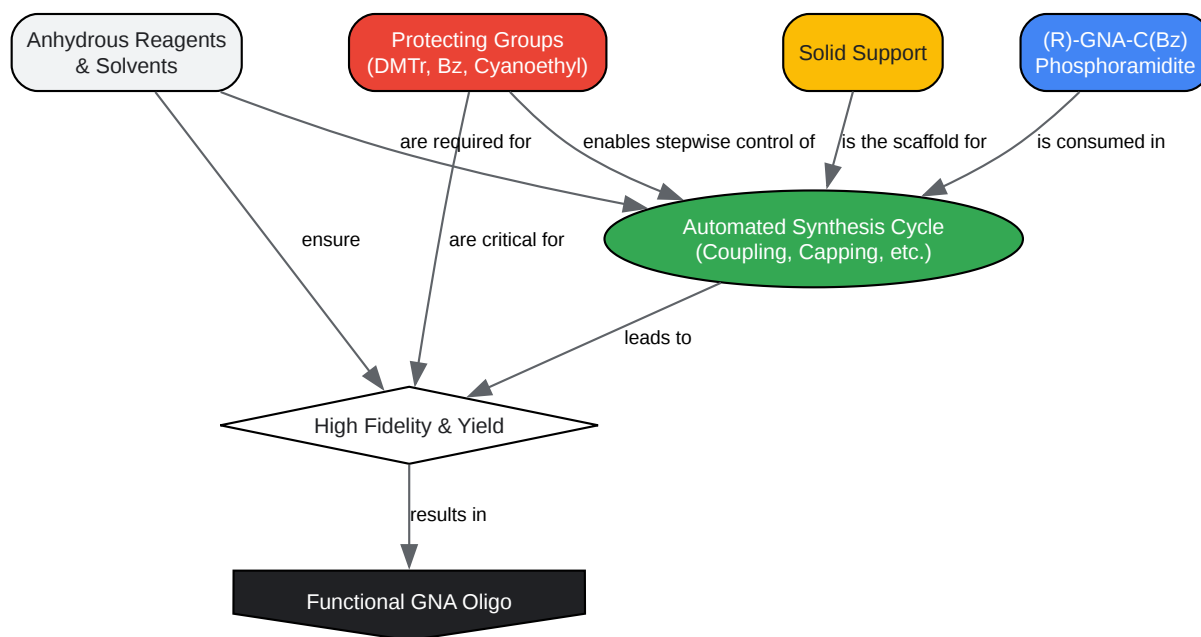 Anhydrous Reagents
& Solvents
Protecting Groups
(DMTr, Bz, Cyanoethyl)
Solid Support
(R)-GNA-C(Bz)
Phosphoramidite
are required for
enables stepwise control of
is the scaffold for
is consumed in
ensure
are critical for
Automated Synthesis Cycle
(Coupling, Capping, etc.)
leads to
High Fidelity & Yield
results in
Functional GNA Oligo